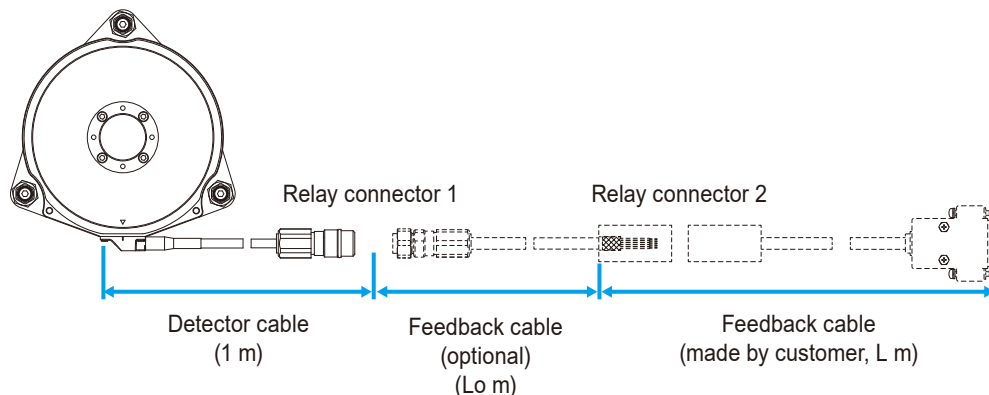 Relay connector 1
Relay connector 2
Detector cable
(1 m)
Feedback cable
(optional)
(Lo m)
Feedback cable
(made by customer, L m)